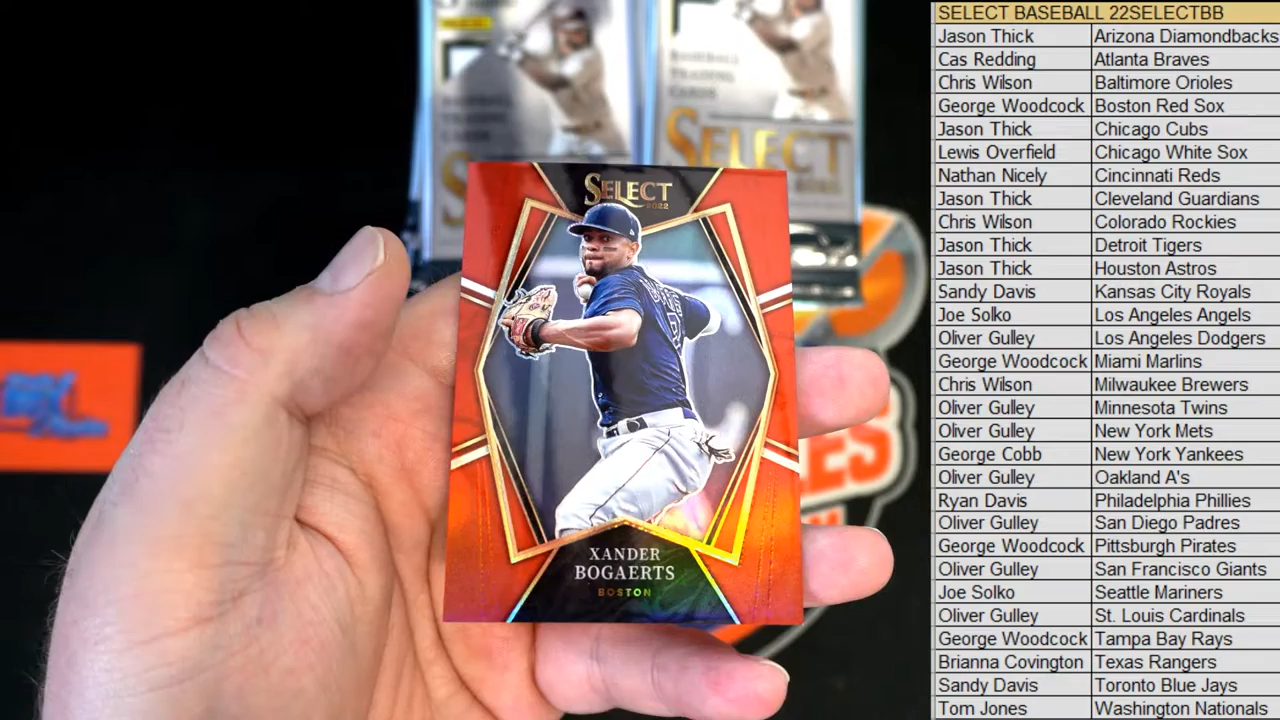 BASEBALL
TRADING
CARDS
SELECT
SELECT
2022
XANDER
BOGAERTS
BOSTON
SELECT BASEBALL 22SELECTBB
Jason Thick Arizona Diamondbacks
Cas Redding Atlanta Braves
Chris Wilson Baltimore Orioles
George Woodcock Boston Red Sox
Jason Thick Chicago Cubs
Lewis Overfield Chicago White Sox
Nathan Nicely Cincinnati Reds
Jason Thick Cleveland Guardians
Chris Wilson Colorado Rockies
Jason Thick Detroit Tigers
Jason Thick Houston Astros
Sandy Davis Kansas City Royals
Joe Solko Los Angeles Angels
Oliver Gulley Los Angeles Dodgers
George Woodcock Miami Marlins
Chris Wilson Milwaukee Brewers
Oliver Gulley Minnesota Twins
Oliver Gulley New York Mets
George Cobb New York Yankees
Oliver Gulley Oakland A's
Ryan Davis Philadelphia Phillies
Oliver Gulley San Diego Padres
George Woodcock Pittsburgh Pirates
Oliver Gulley San Francisco Giants
Joe Solko Seattle Mariners
Oliver Gulley St. Louis Cardinals
George Woodcock Tampa Bay Rays
Brianna Covington Texas Rangers
Sandy Davis Toronto Blue Jays
Tom Jones Washington Nationals